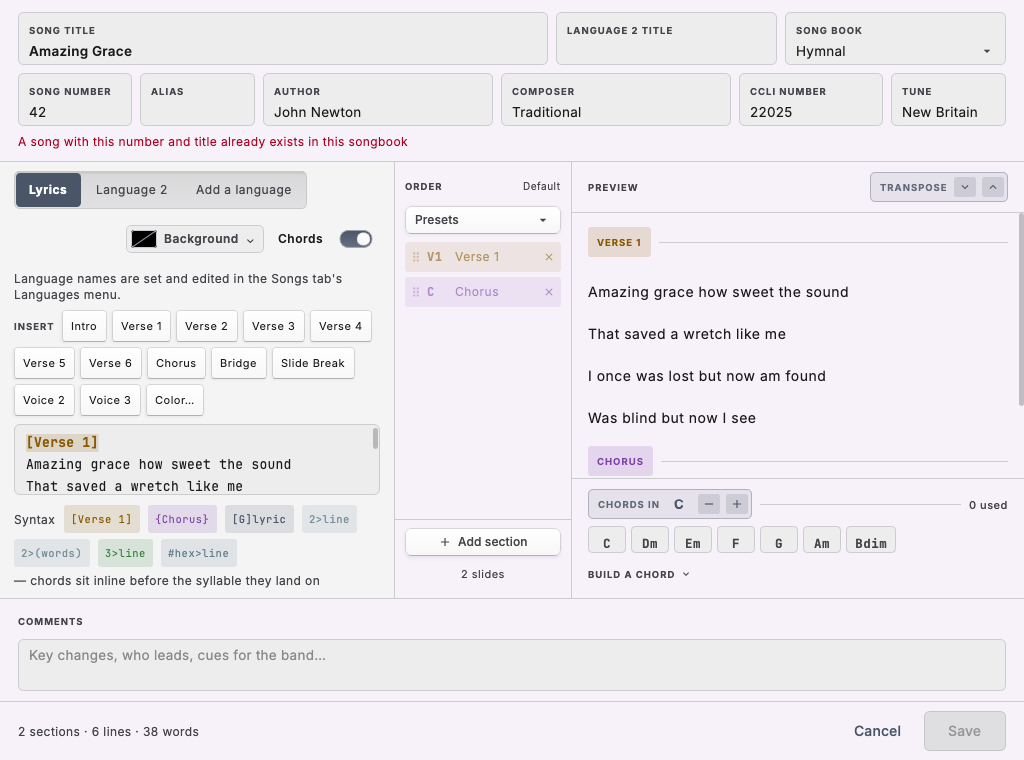 SONG TITLE
Amazing Grace
LANGUAGE 2 TITLE
SONG BOOK
Hymnal
SONG NUMBER
42
ALIAS
AUTHOR
John Newton
COMPOSER
Traditional
CCLI NUMBER
22025
TUNE
New Britain
A song with this number and title already exists in this songbook
Lyrics
Language 2
Add a language
Background
Chords
Language names are set and edited in the Songs tab's
Languages menu.
INSERT Intro Verse 1 Verse 2 Verse 3 Verse 4
Verse 5 Verse 6 Chorus Bridge Slide Break
Voice 2 Voice 3 Color...
[Verse 1]
Amazing grace how sweet the sound
That saved a wretch like me
Syntax [Verse 1] {Chorus} [G]lyric 2>line
2>(words) 3>line #hex>line
— chords sit inline before the syllable they land on
ORDER Default
Presets
V1 Verse 1 ×
C Chorus ×
+ Add section
2 slides
PREVIEW
TRANSPOSE
VERSE 1
Amazing grace how sweet the sound
That saved a wretch like me
I once was lost but now am found
Was blind but now I see
CHORUS
CHORDS IN C − + 0 used
C Dm Em F G Am Bdim
BUILD A CHORD
COMMENTS
Key changes, who leads, cues for the band...
2 sections · 6 lines · 38 words
Cancel
Save